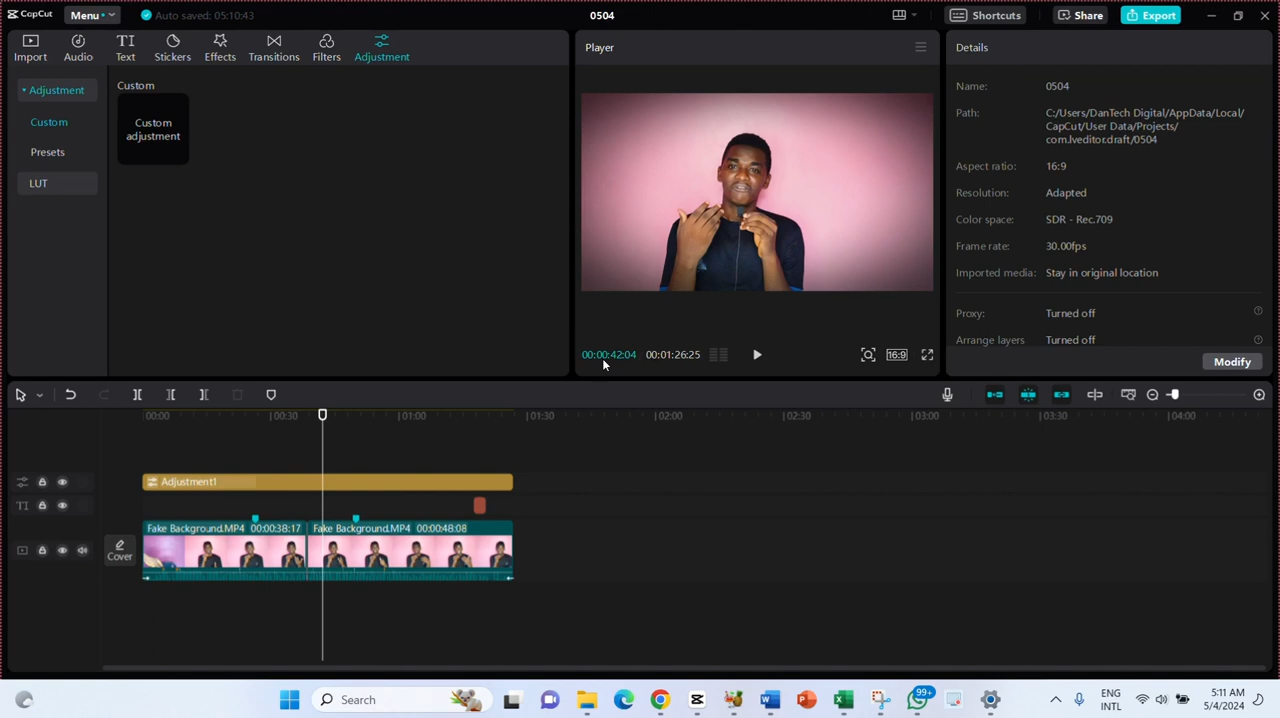 CapCut
Menu
Auto saved: 05:10:43
0504
Shortcuts
Share
Export
Import
Audio
Text
Stickers
Effects
Transitions
Filters
Adjustment
Adjustment
Custom
Presets
LUT
Custom
Custom
adjustment
Player
00:00:42:04
00:01:26:25
16:9
Details
Name: 0504
Path: C:/Users/DanTech Digital/AppData/Local/
CapCut/User Data/Projects/
com.lveditor.draft/0504
Aspect ratio: 16:9
Resolution: Adapted
Color space: SDR - Rec.709
Frame rate: 30.00fps
Imported media: Stay in original location
Proxy: Turned off
Arrange layers Turned off
Modify
00:00
00:30
01:00
01:30
02:00
02:30
03:00
03:30
04:00
Adjustment1
TI
Cover
Fake Background.MP4 00:00:38:17
Fake Background.MP4 00:00:48:08
Search
99+
ENG
INTL
5:11 AM
5/4/2024